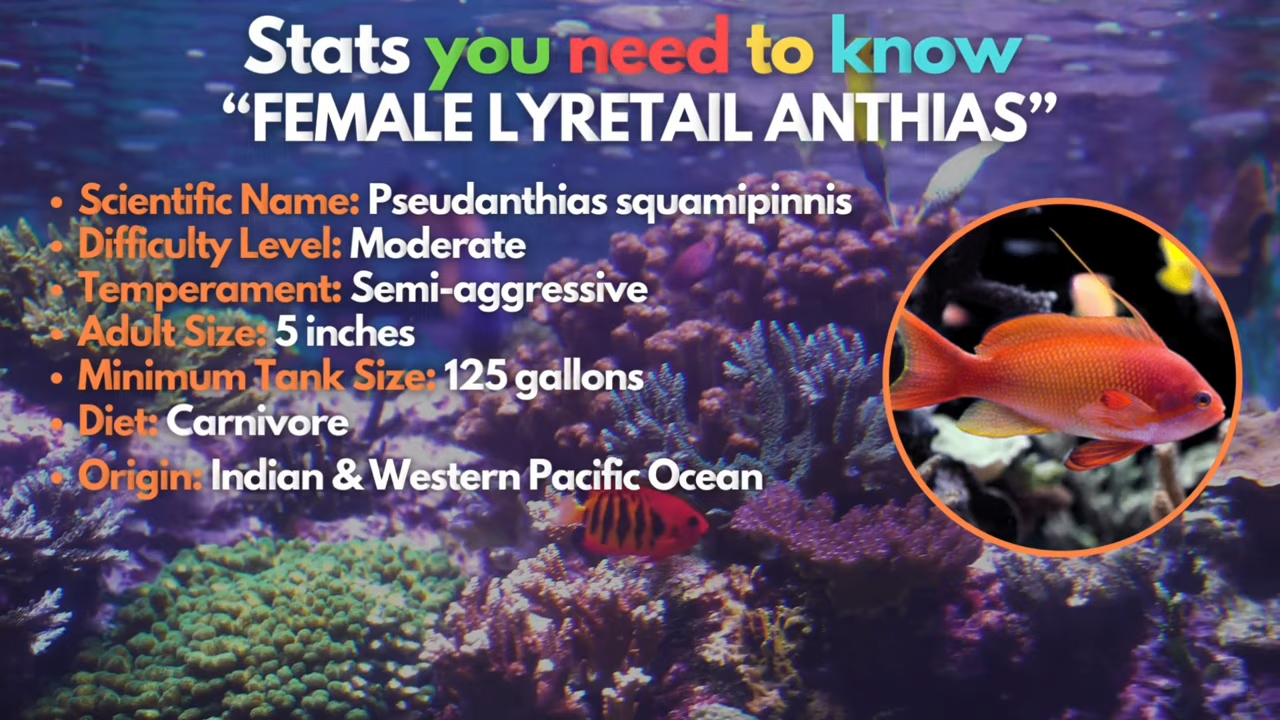 Stats you need to know
“FEMALE LYRETAIL ANTHIAS”
• Scientific Name: Pseudanthias squamipinnis
• Difficulty Level: Moderate
• Temperament: Semi-aggressive
• Adult Size: 5 inches
• Minimum Tank Size: 125 gallons
• Diet: Carnivore
• Origin: Indian & Western Pacific Ocean